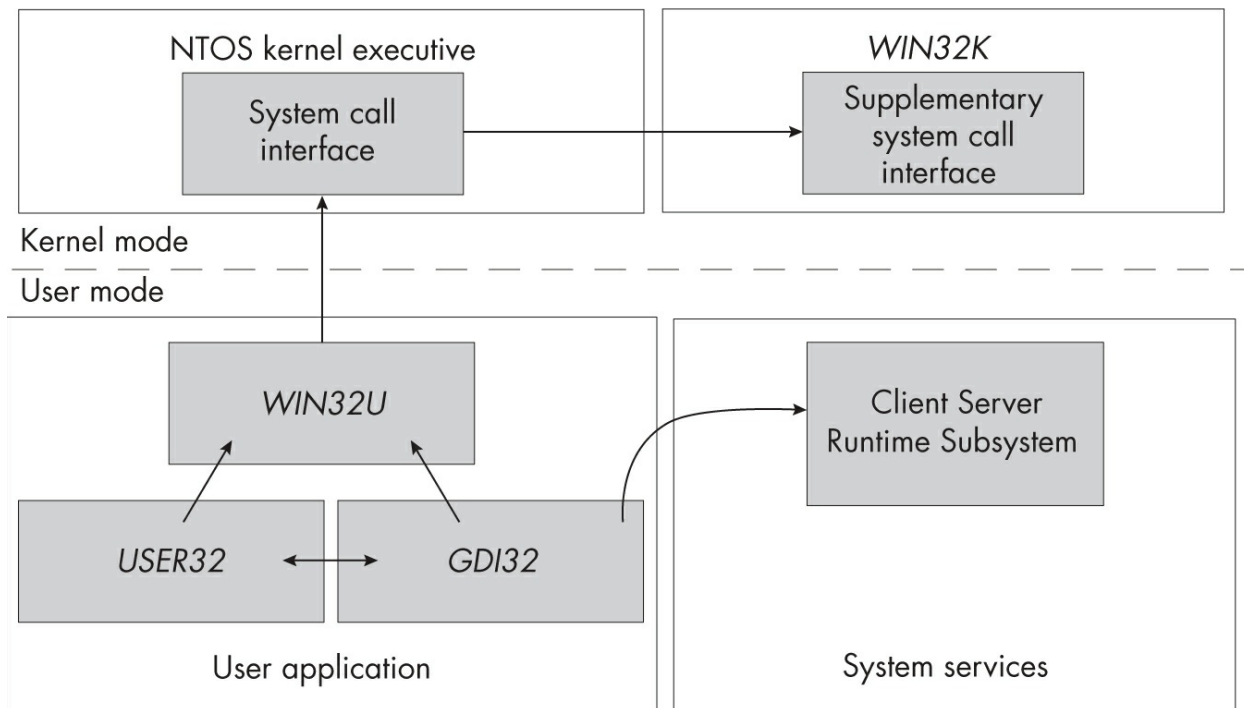 NTOS kernel executive
System call
interface
WIN32K
Supplementary
system call
interface
Kernel mode
User mode
WIN32U
USER32
GDI32
User application
Client Server
Runtime Subsystem
System services